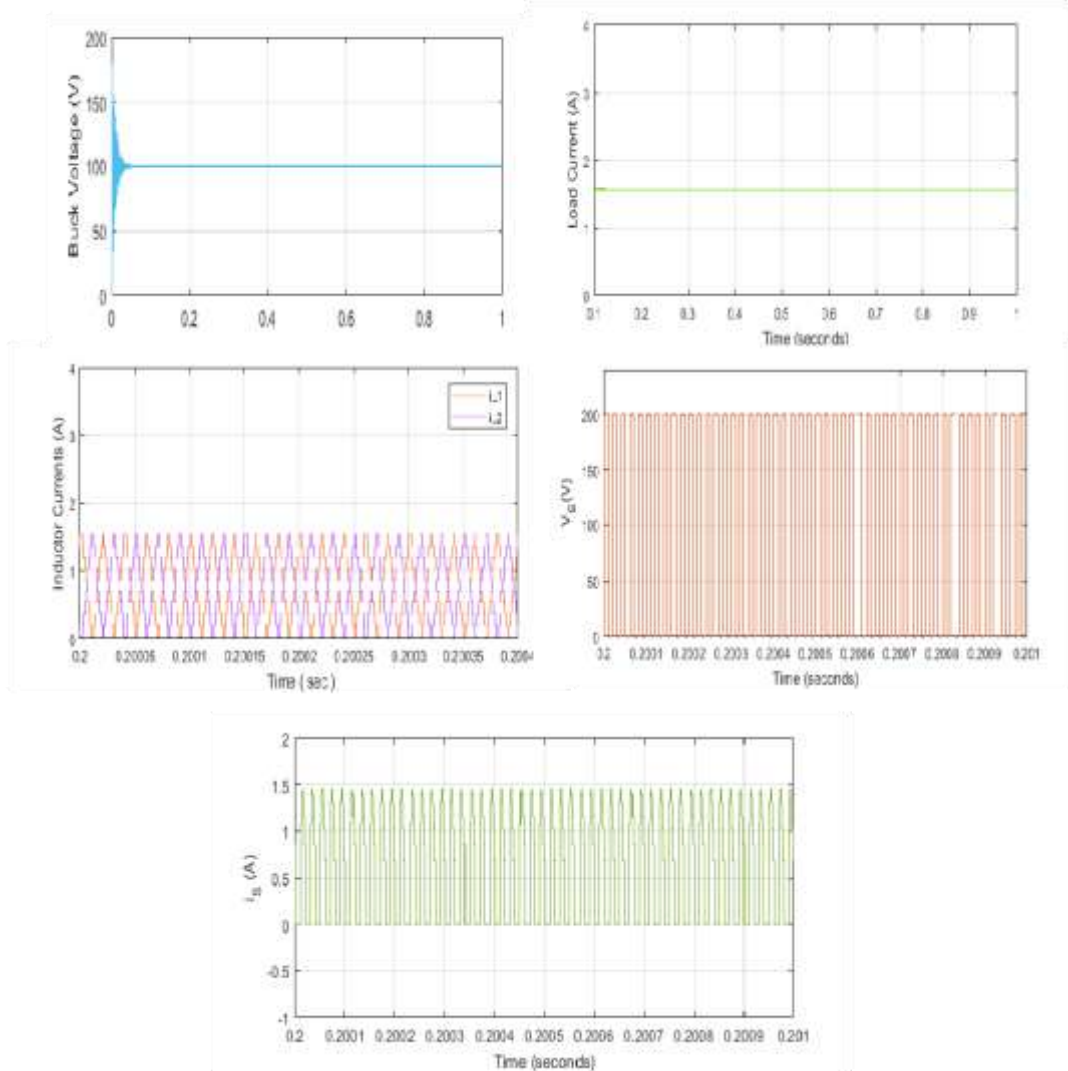 200
150
100
50
0
Buck Voltage (V)
0 0.2 0.4 0.6 0.8 1
4
3
2
1
0
Load Current (A)
0.1 0.2 0.3 0.4 0.5 0.6 0.7 0.8 0.9 1
Time (seconds)
4
3
2
1
0
Inductor Currents (A)
i_1
i_2
0.2 0.20005 0.2001 0.20015 0.2002 0.20025 0.2003 0.20035 0.2004
Time ( sec )
200
150
100
50
0
0.2 0.2001 0.2002 0.2003 0.2004 0.2005 0.2006 0.2007 0.2008 0.2009 0.201
Time (seconds)
2
1.5
1
0.5
0
-0.5
-1
0.2 0.2001 0.2002 0.2003 0.2004 0.2005 0.2006 0.2007 0.2008 0.2009 0.201
Time (seconds)